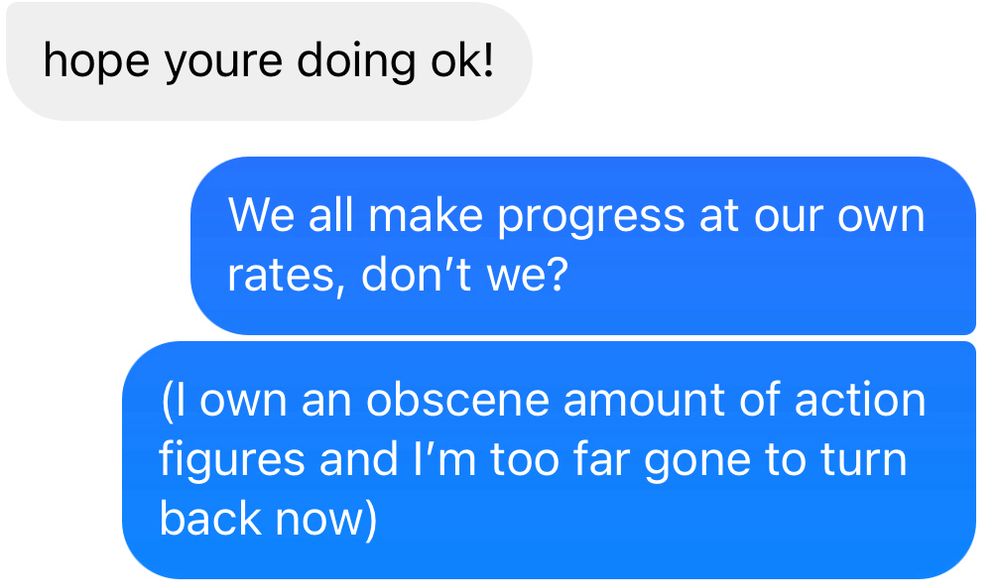 hope youre doing ok!
We all make progress at our own
rates, don’t we?
(I own an obscene amount of action
figures and I’m too far gone to turn
back now)